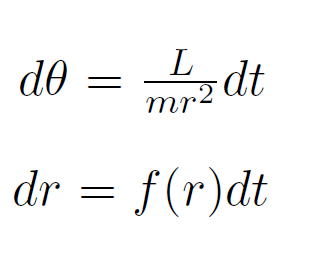 dθ = L/mr² dt
dr = f(r)dt